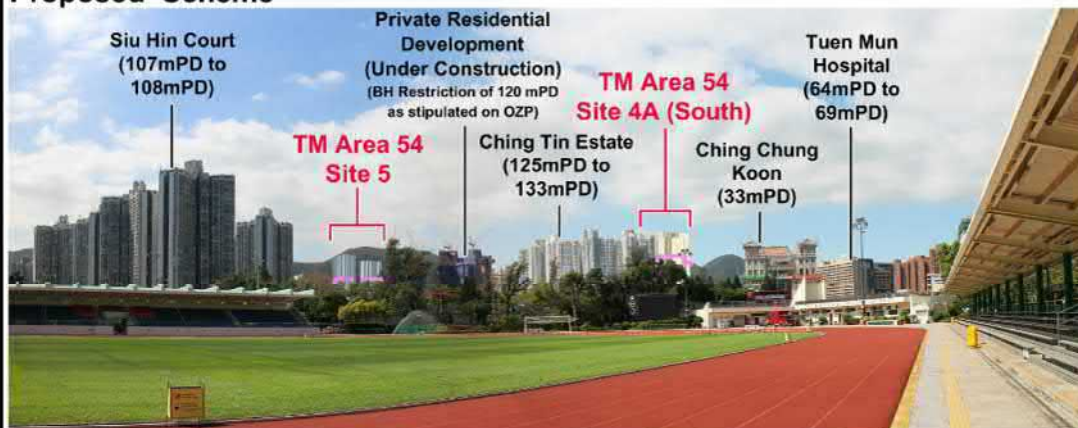 Proposed Scheme
Siu Hin Court
(107mPD to
108mPD)
TM Area 54
Site 5
Private Residential
Development
(Under Construction)
(BH Restriction of 120 mPD
as stipulated on OZP)
Ching Tin Estate
(125mPD to
133mPD)
TM Area 54
Site 4A (South)
Ching Chung
Koon
(33mPD)
Tuen Mun
Hospital
(64mPD to
69mPD)